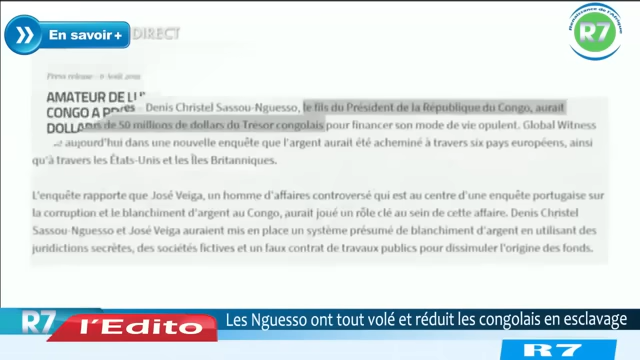 En savoir +
DIRECT
Renaissance de l'Afrique
R7
Press release
AMATEUR DE LU
CONGO A P
DOLLA
– Denis Christel Sassou-Nguesso, le fils du Président de la République du Congo, aurait
de 50 millions de dollars du Trésor congolais pour financer son mode de vie opulent. Global Witness
aujourd'hui dans une nouvelle enquête que l'argent aurait été acheminé à travers six pays européens, ainsi
qu'à travers les États-Unis et les Îles Britanniques.
L'enquête rapporte que José Veiga, un homme d'affaires controversé qui est au centre d'une enquête portugaise sur
la corruption et le blanchiment d'argent au Congo, aurait joué un rôle clé au sein de cette affaire. Denis Christel
Sassou-Nguesso et José Veiga auraient mis en place un système présumé de blanchiment d'argent en utilisant des
juridictions secrètes, des sociétés fictives et un faux contrat de travaux publics pour dissimuler l'origine des fonds.
R7 l'Edito Les Nguesso ont tout volé et réduit les congolais en esclavage
R7